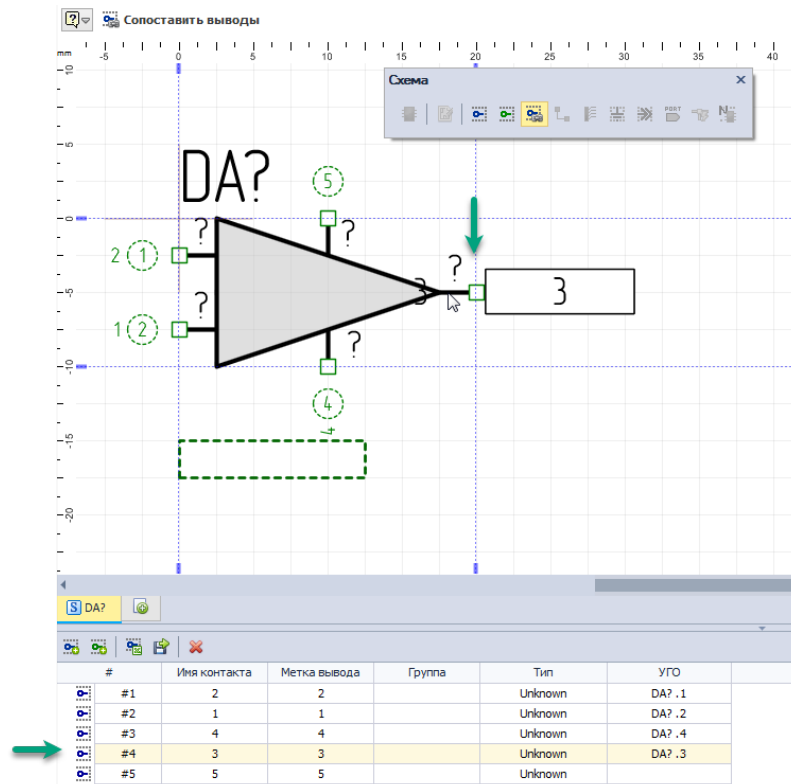 Сопоставить выводы
mm
-5 0 5 10 15 20 25 30 35 40
Схема
PORT N
-10
-5
-0
-5
-10
-15
-20
DA?
5
?
?
2 1
?
3
3
?
1 2
?
4
4
S DA?
# Имя контакта Метка вывода Группа Тип УГО
#1 2 2 Unknown DA? .1
#2 1 1 Unknown DA? .2
#3 4 4 Unknown DA? .4
#4 3 3 Unknown DA? .3
#5 5 5 Unknown